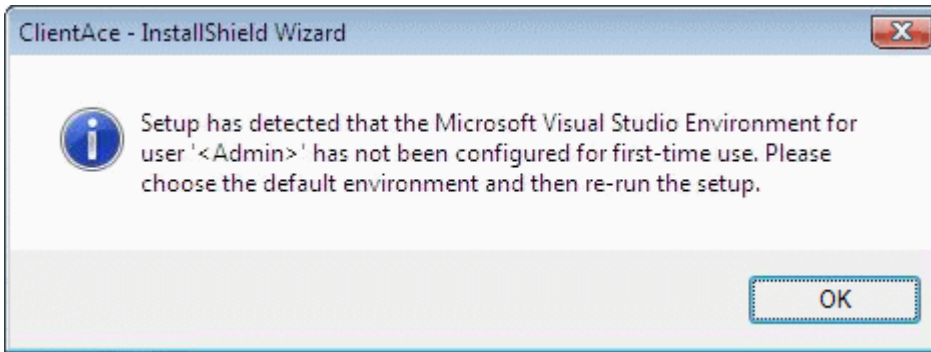 ClientAce - InstallShield Wizard
Setup has detected that the Microsoft Visual Studio Environment for
user '<Admin>' has not been configured for first-time use. Please
choose the default environment and then re-run the setup.
OK